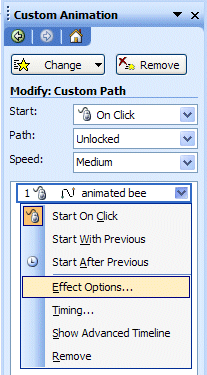 Custom Animation
Change
Remove
Modify: Custom Path
Start: On Click
Path: Unlocked
Speed: Medium
1 animated bee
Start On Click
Start With Previous
Start After Previous
Effect Options...
Timing...
Show Advanced Timeline
Remove